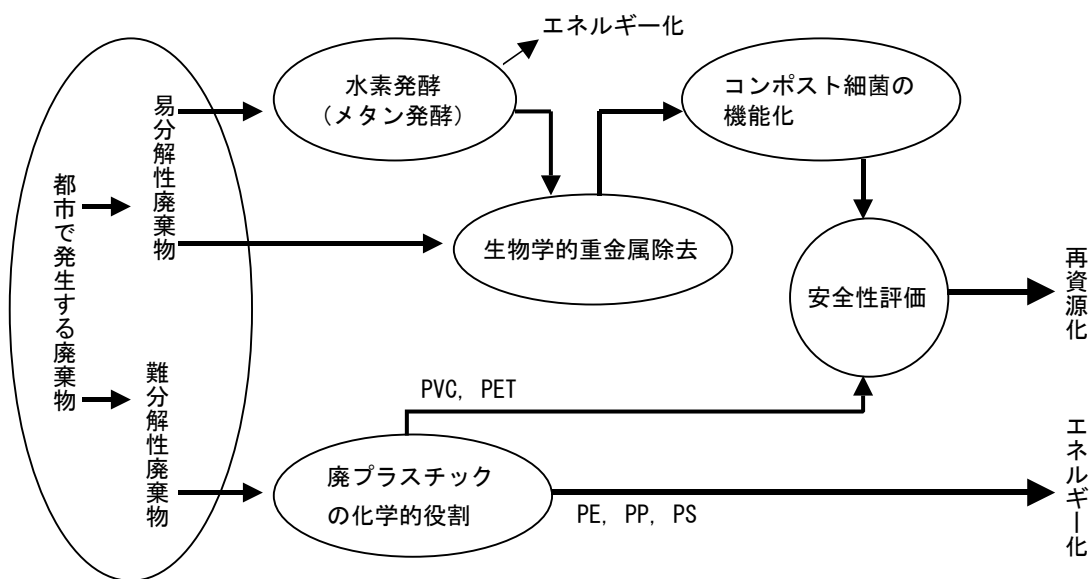 エネルギー化
水素発酵
（メタン発酵）
コンポスト細菌の
機能化
易分解性廃棄物
都市で発生する廃棄物
生物学的重金属除去
安全性評価
再資源化
難分解性廃棄物
PVC, PET
廃プラスチック
の化学的役割
PE, PP, PS
エネルギー化